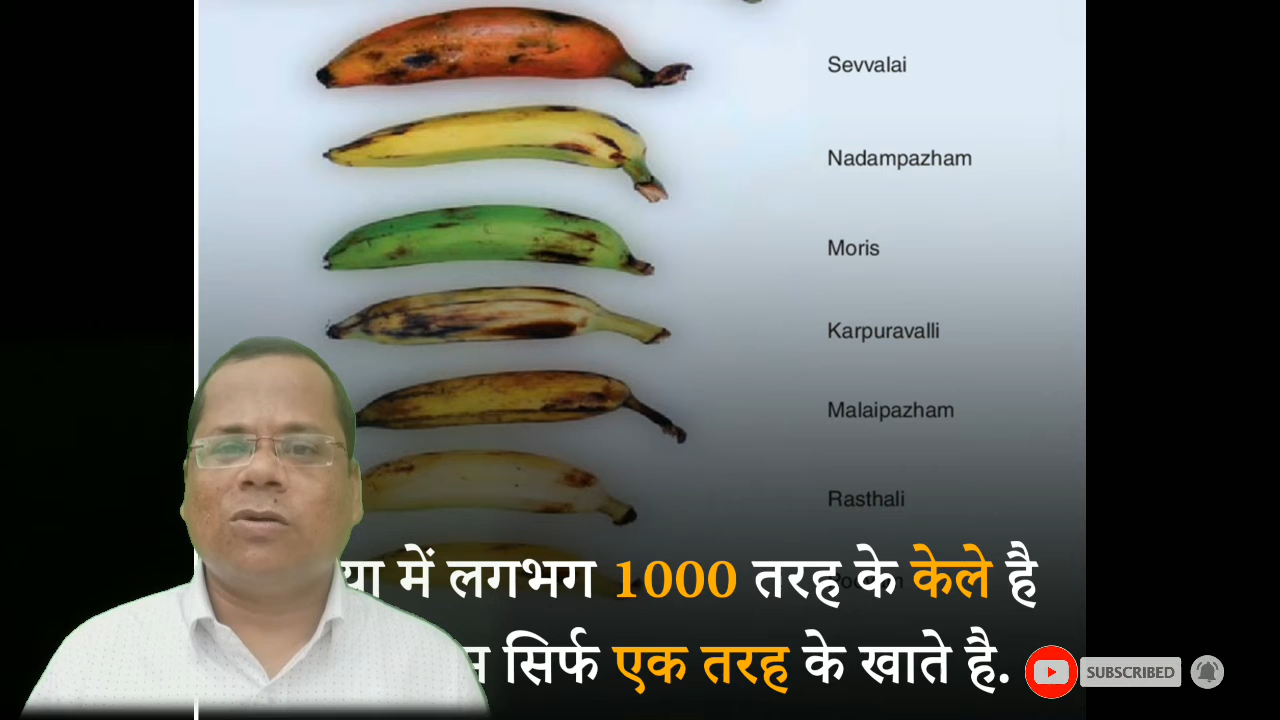 Sevvalai
Nadampazham
Moris
Karpuravalli
Malaipazham
Rasthali
में लगभग 1000 तरह के केले है
सिर्फ एक तरह के खाते है.
SUBSCRIBED